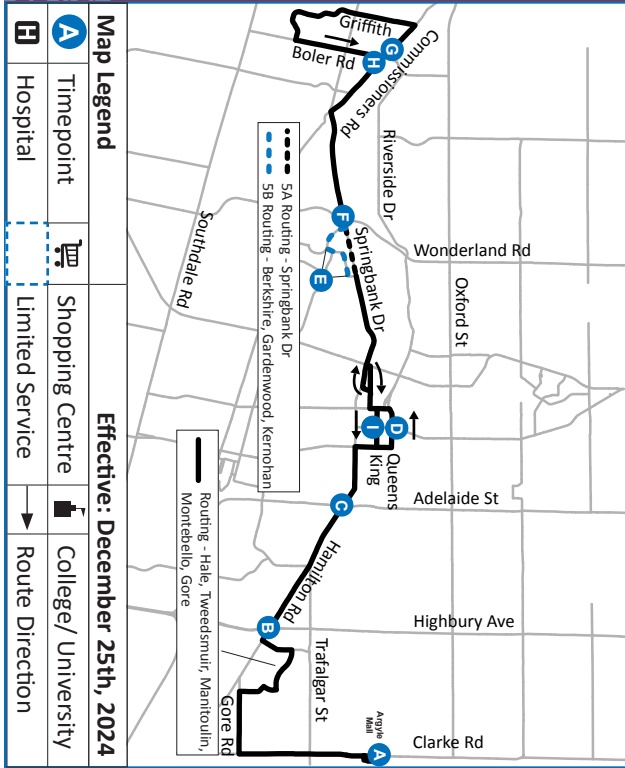 Griffith
Boler Rd
G
H
Commissioners Rd
Riverside Dr
Wonderland Rd
Oxford St
F
Springbank Dr
E
Southdale Rd
5A Routing - Springbank Dr
5B Routing - Berkshire, Gardenwood, Kernohan
D
I
Queens
King
Adelaide St
C
Hamilton Rd
Highbury Ave
B
Trafalgar St
Gore Rd
Argyle
Mall
A
Clarke Rd
Routing - Hale, Tweedsmuir, Manitoulin,
Montebello, Gore
Map Legend
Effective: December 25th, 2024
A
Timepoint
Shopping Centre
College/ University
H
Hospital
Limited Service
Route Direction